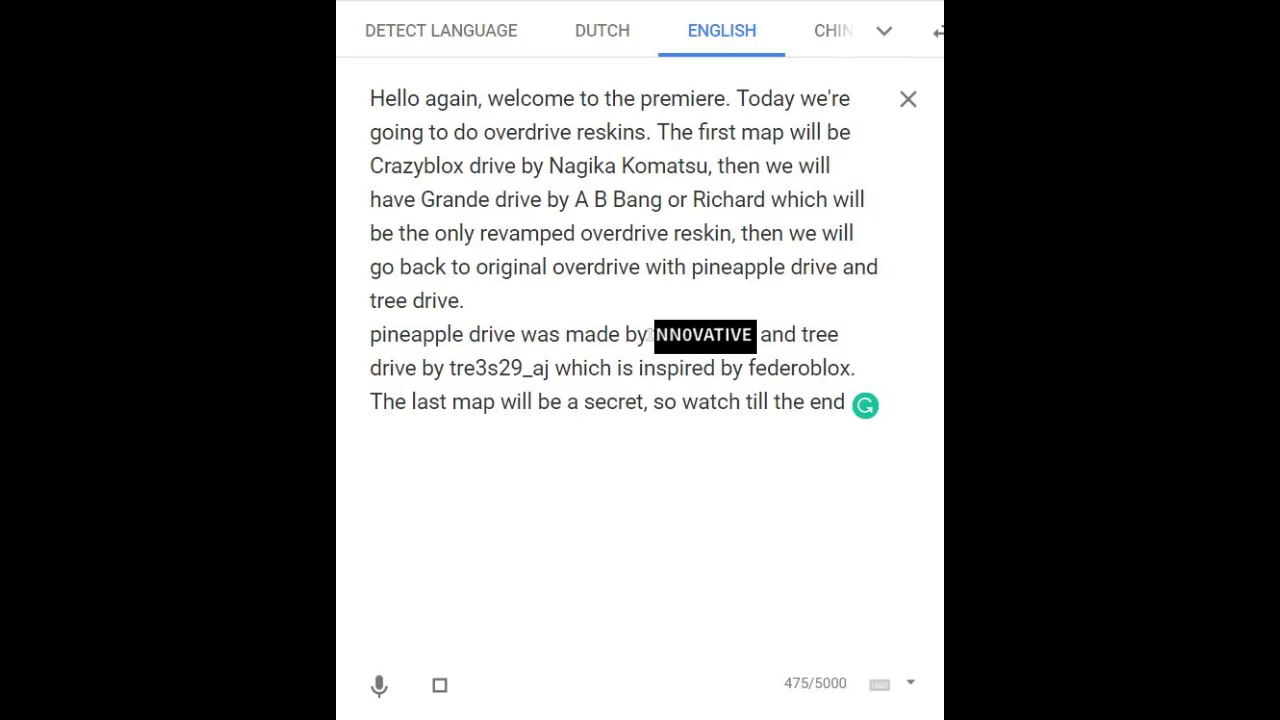 DETECT LANGUAGE DUTCH ENGLISH CHIN
Hello again, welcome to the premiere. Today we're
going to do overdrive reskins. The first map will be
Crazyblox drive by Nagika Komatsu, then we will
have Grande drive by A B Bang or Richard which will
be the only revamped overdrive reskin, then we will
go back to original overdrive with pineapple drive and
tree drive.
pineapple drive was made by NN0VATIVE and tree
drive by tre3s29_aj which is inspired by federoblox.
The last map will be a secret, so watch till the end
475/5000